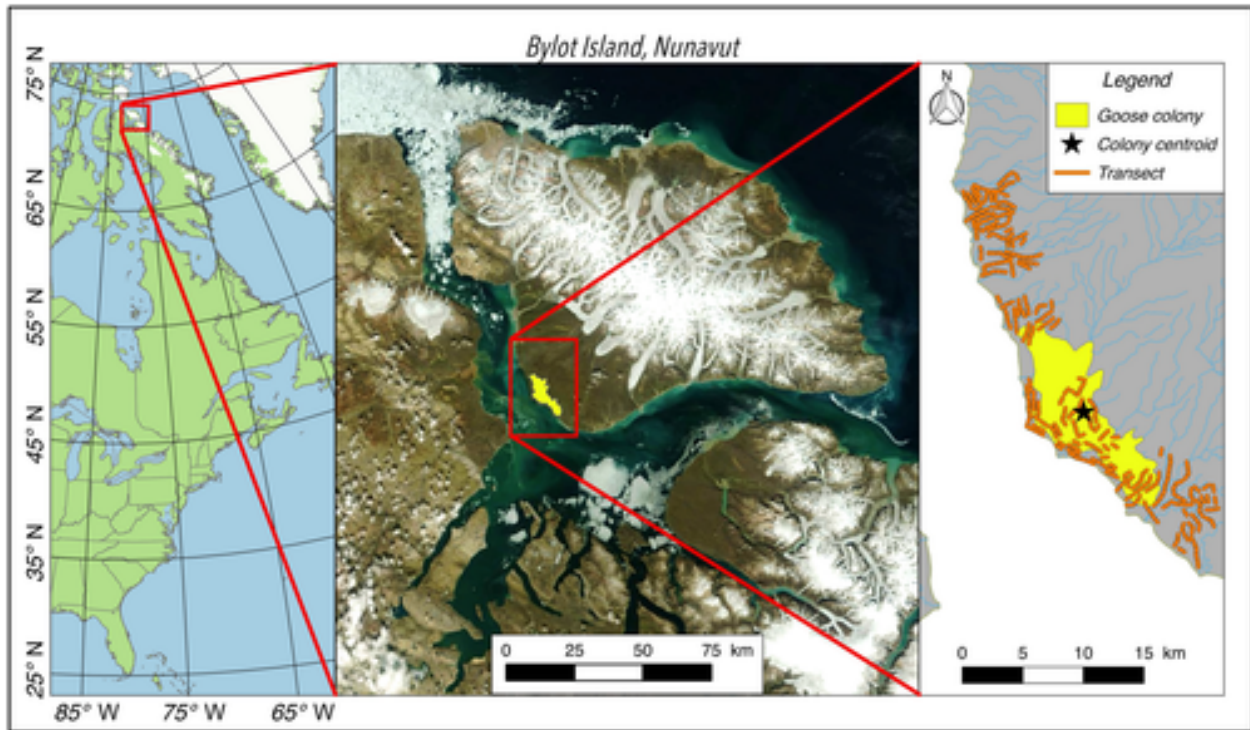 Bylot Island, Nunavut
75° N
65° N
55° N
45° N
35° N
25° N
85° W
75° W
65° W
0 25 50 75 km
N
Legend
Goose colony
Colony centroid
Transect
0 5 10 15 km